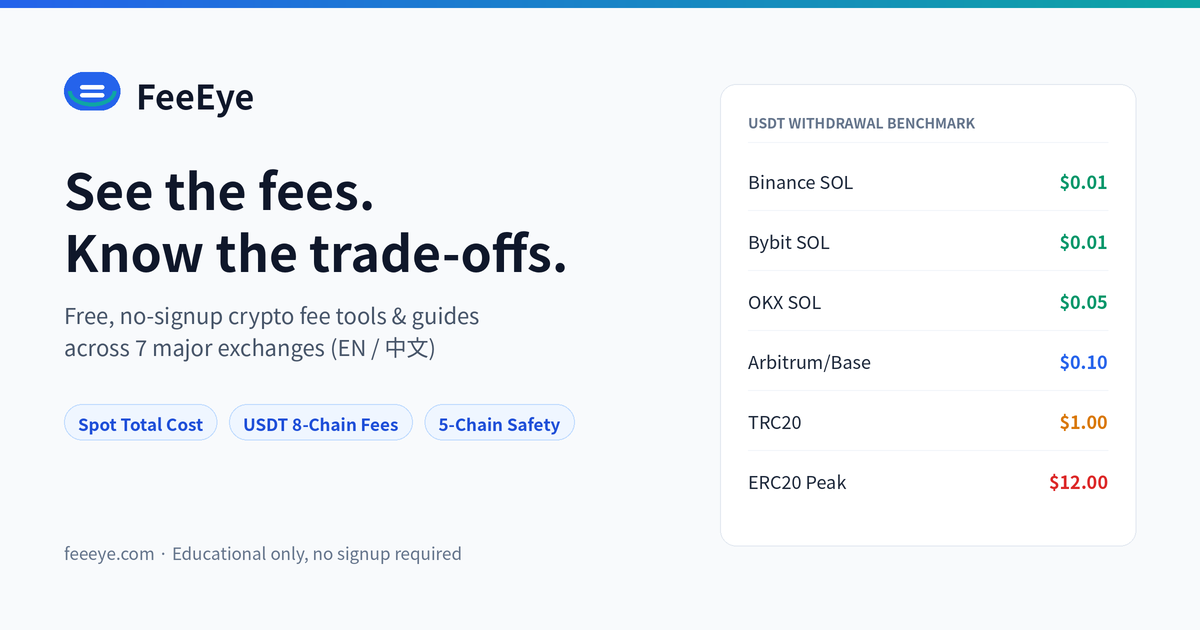 FeeEye
See the fees.
Know the trade-offs.
Free, no-signup crypto fee tools & guides
across 7 major exchanges (EN / 中文)
Spot Total Cost
USDT 8-Chain Fees
5-Chain Safety
feeeye.com · Educational only, no signup required
USDT WITHDRAWAL BENCHMARK
Binance SOL $0.01
Bybit SOL $0.01
OKX SOL $0.05
Arbitrum/Base $0.10
TRC20 $1.00
ERC20 Peak $12.00